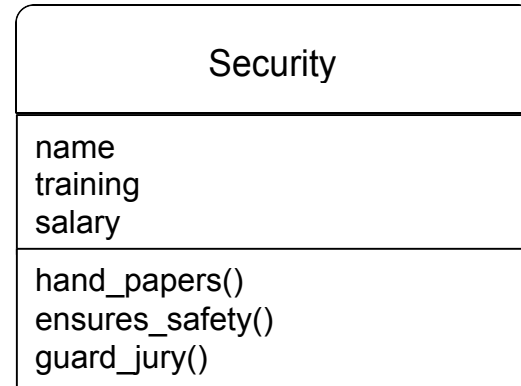 Security
name
training
salary
hand_papers()
ensures_safety()
guard_jury()